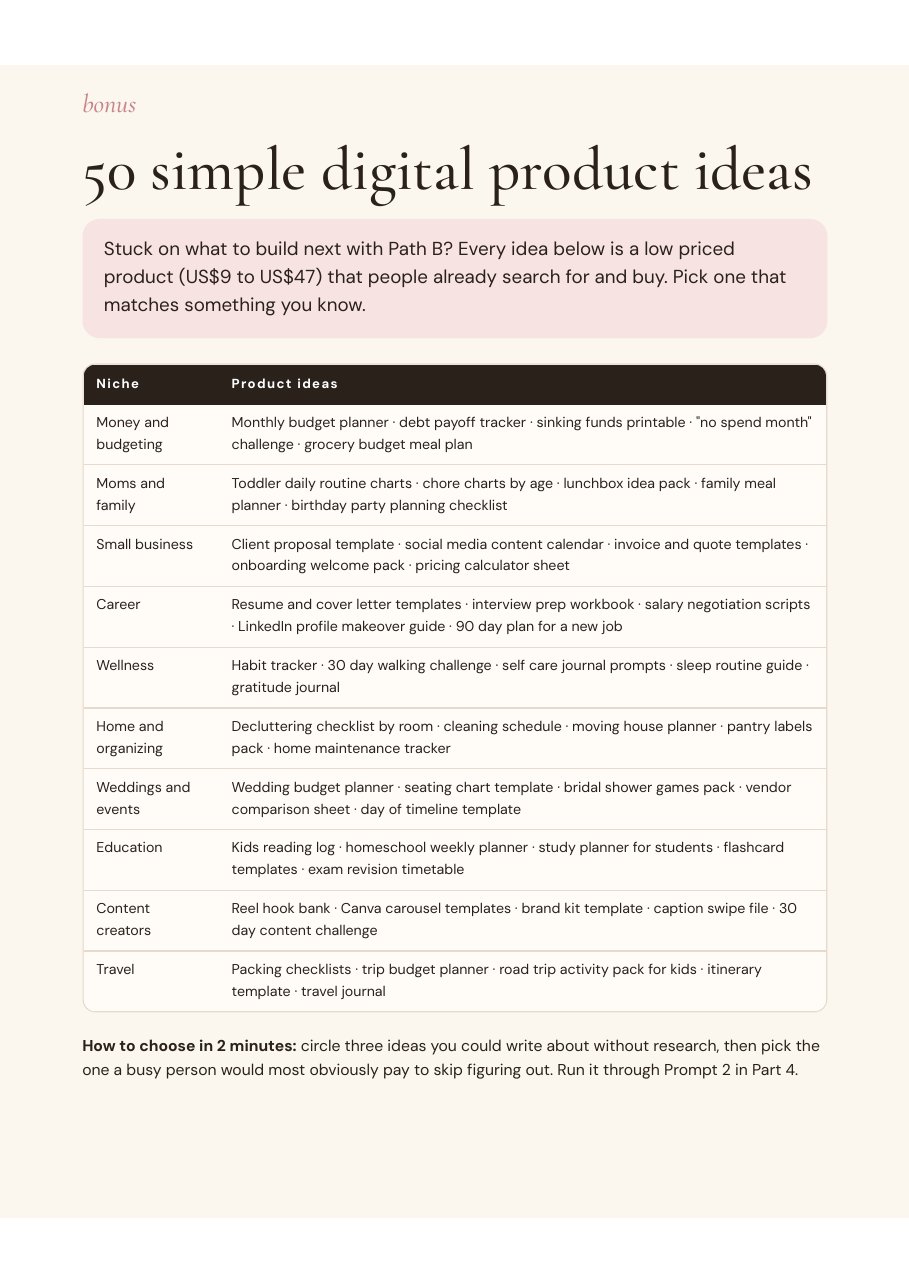 bonus
50 simple digital product ideas
Stuck on what to build next with Path B? Every idea below is a low priced
product (US$9 to US$47) that people already search for and buy. Pick one that
matches something you know.
Niche Product ideas
Money and budgeting Monthly budget planner · debt payoff tracker · sinking funds printable · "no spend month"
challenge · grocery budget meal plan
Moms and family Toddler daily routine charts · chore charts by age · lunchbox idea pack · family meal
planner · birthday party planning checklist
Small business Client proposal template · social media content calendar · invoice and quote templates ·
onboarding welcome pack · pricing calculator sheet
Career Resume and cover letter templates · interview prep workbook · salary negotiation scripts
· LinkedIn profile makeover guide · 90 day plan for a new job
Wellness Habit tracker · 30 day walking challenge · self care journal prompts · sleep routine guide ·
gratitude journal
Home and organizing Decluttering checklist by room · cleaning schedule · moving house planner · pantry labels
pack · home maintenance tracker
Weddings and events Wedding budget planner · seating chart template · bridal shower games pack · vendor
comparison sheet · day of timeline template
Education Kids reading log · homeschool weekly planner · study planner for students · flashcard
templates · exam revision timetable
Content creators Reel hook bank · Canva carousel templates · brand kit template · caption swipe file · 30
day content challenge
Travel Packing checklists · trip budget planner · road trip activity pack for kids · itinerary
template · travel journal
How to choose in 2 minutes: circle three ideas you could write about without research, then pick the
one a busy person would most obviously pay to skip figuring out. Run it through Prompt 2 in Part 4.